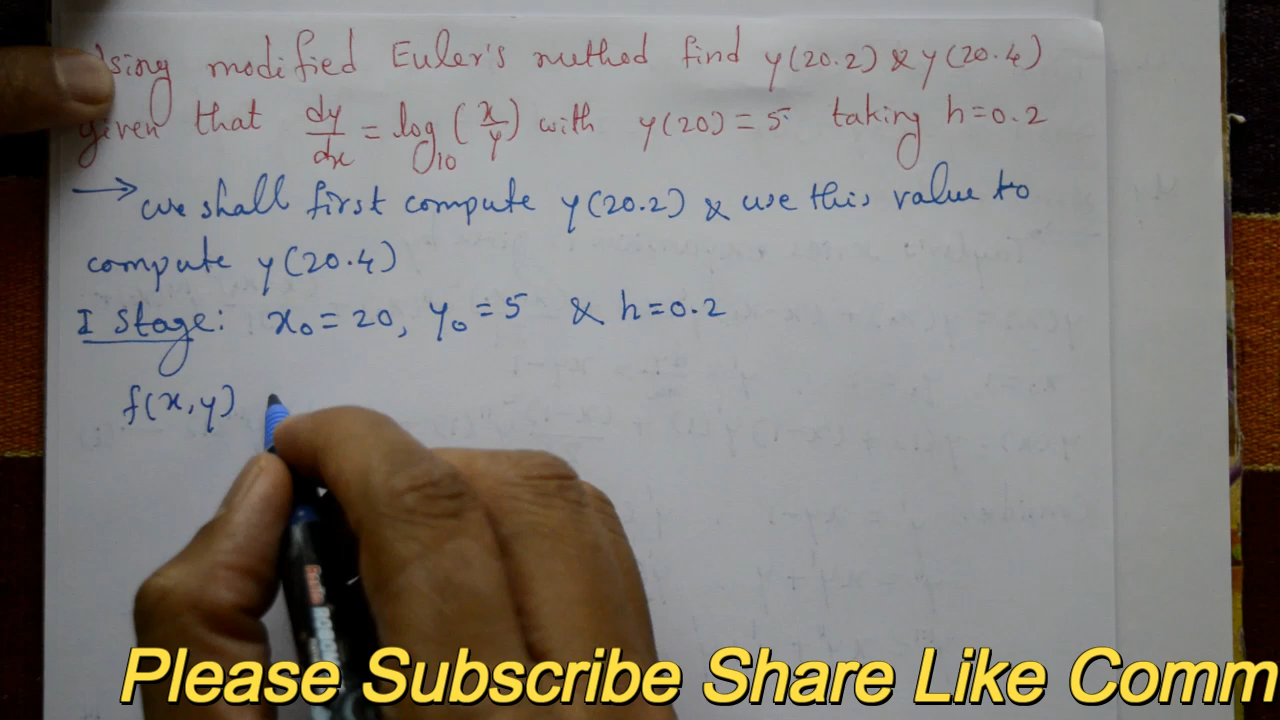 Using modified Euler's method find y(20.2) & y(20.4)
given that dy/dx = log₁₀(x/y) with y(20) = 5 taking h=0.2
→ we shall first compute y(20.2) & use this value to
compute y(20.4)
I Stage: x₀ = 20, y₀ = 5 & h=0.2
f(x,y)
Please Subscribe Share Like Comm